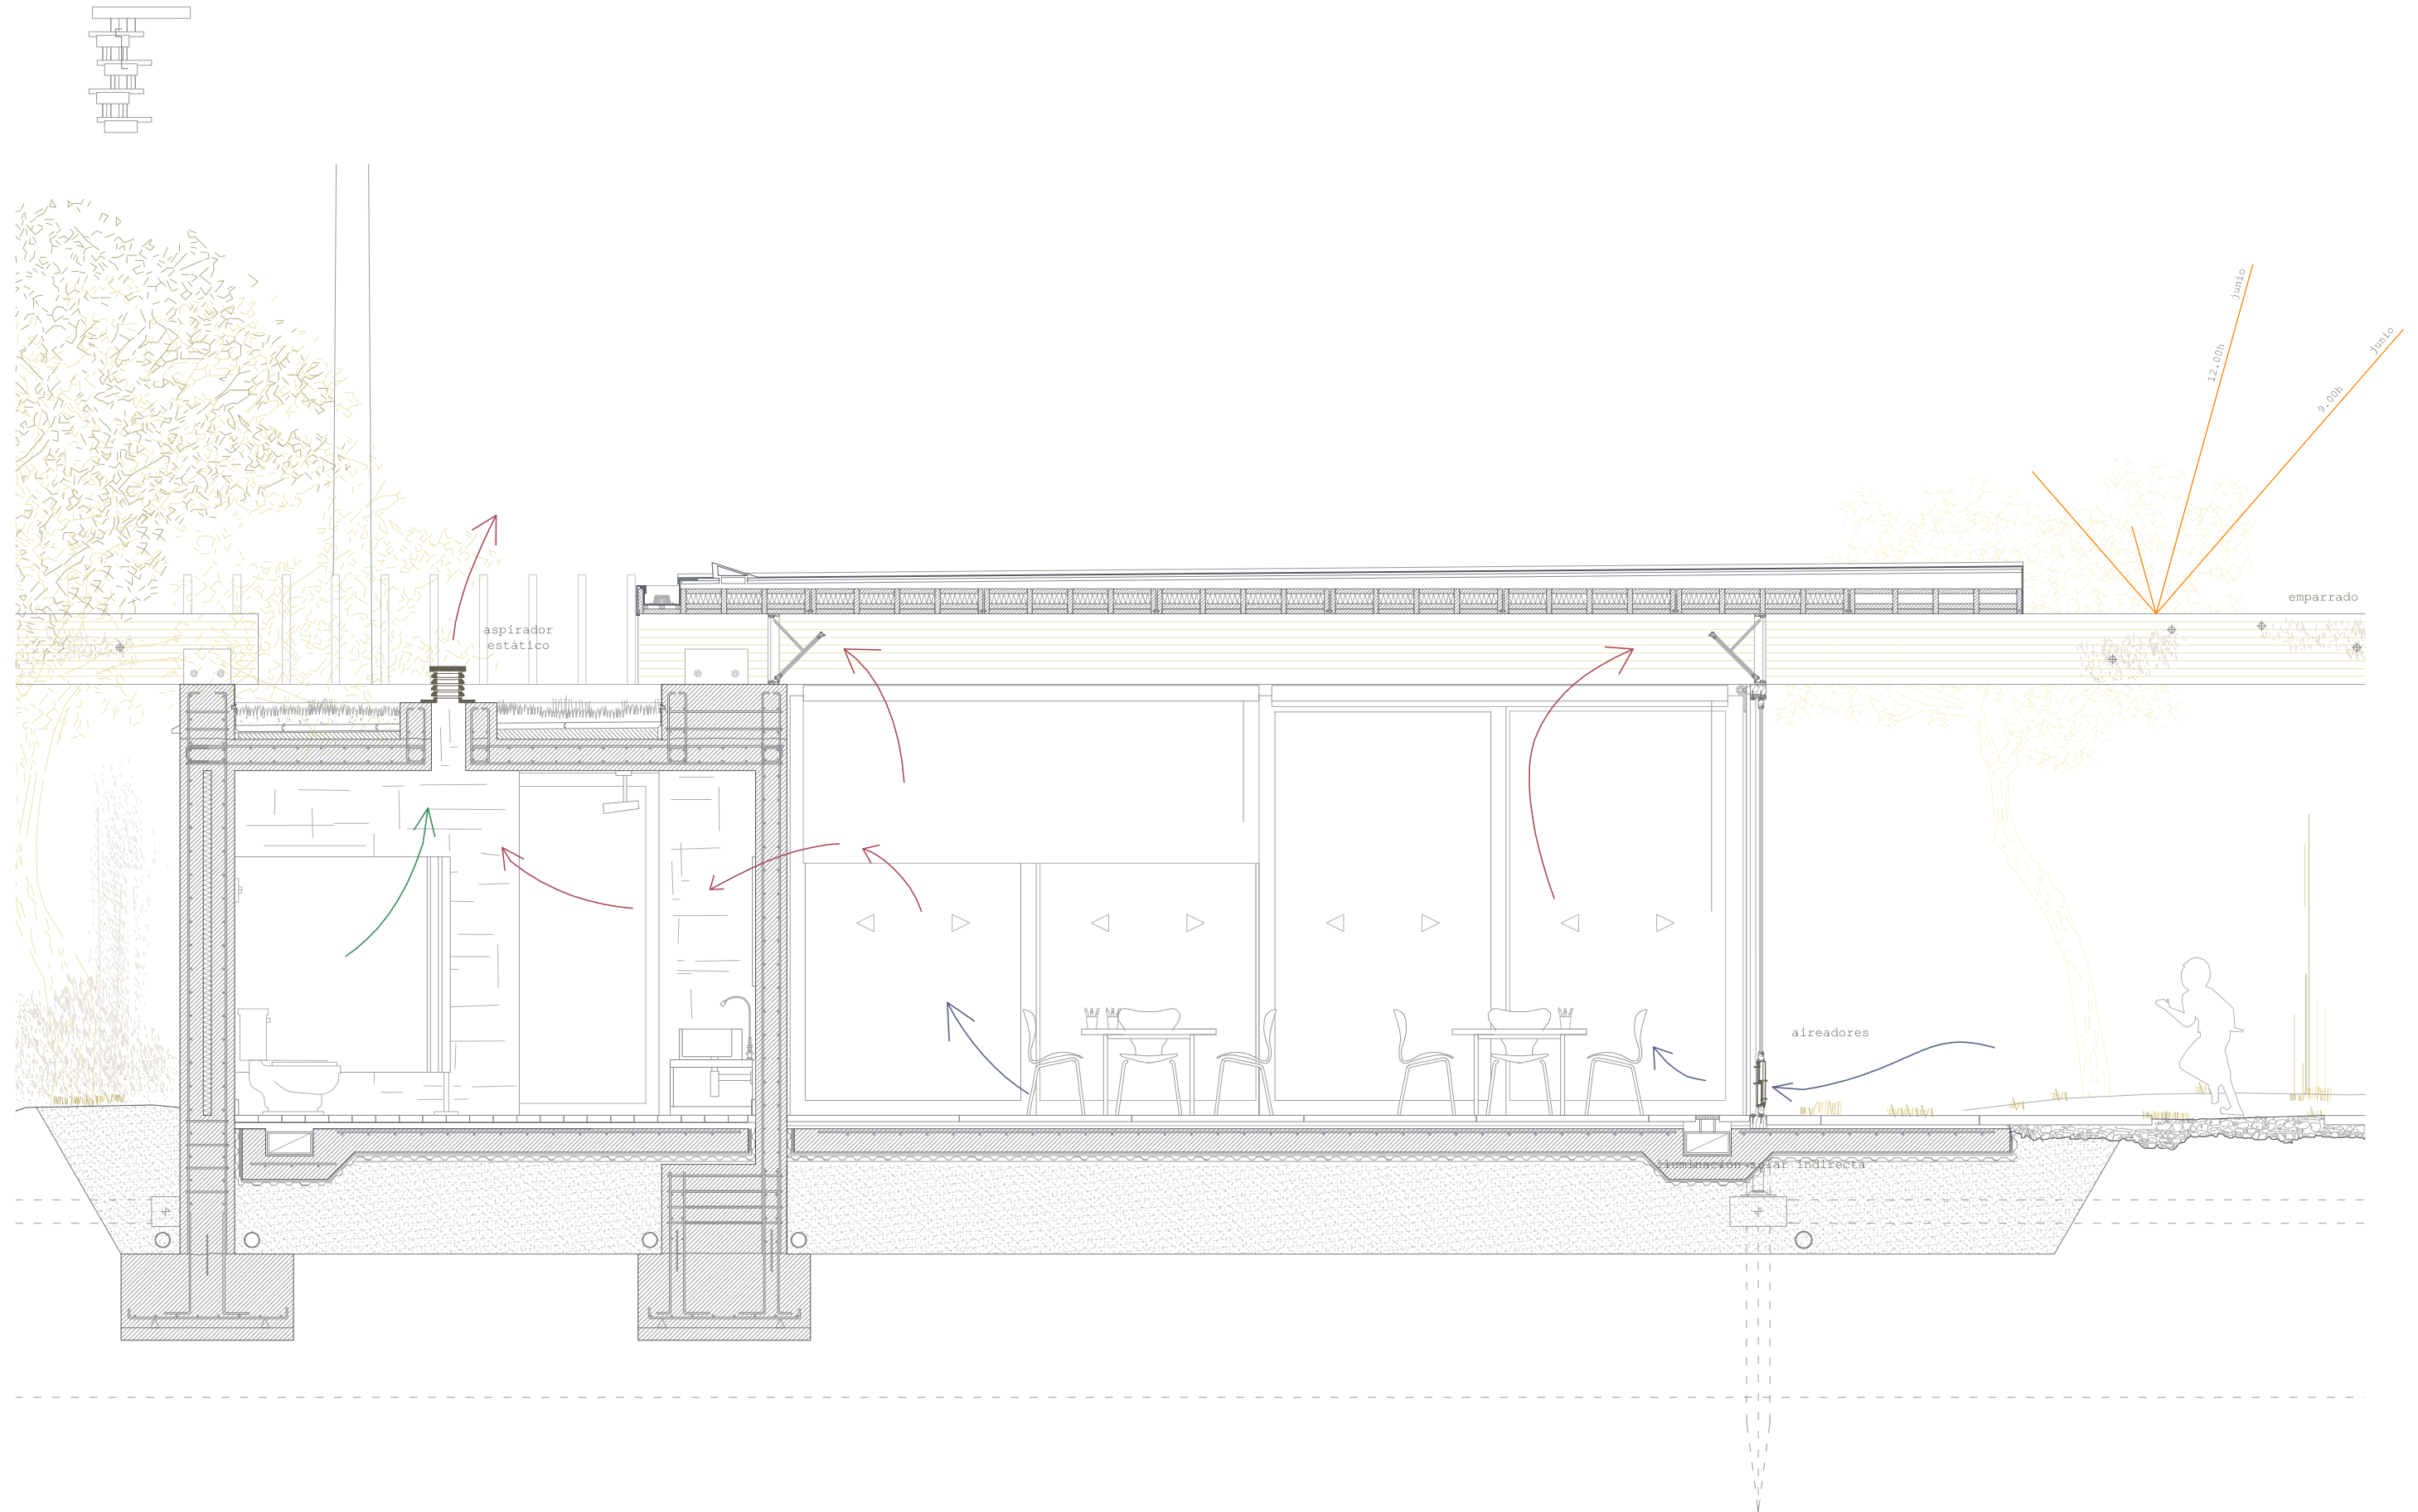 junio
12.00h
junio
9.00h
emparrado
aspirador
estático
aireadores
iluminación solar indirecta